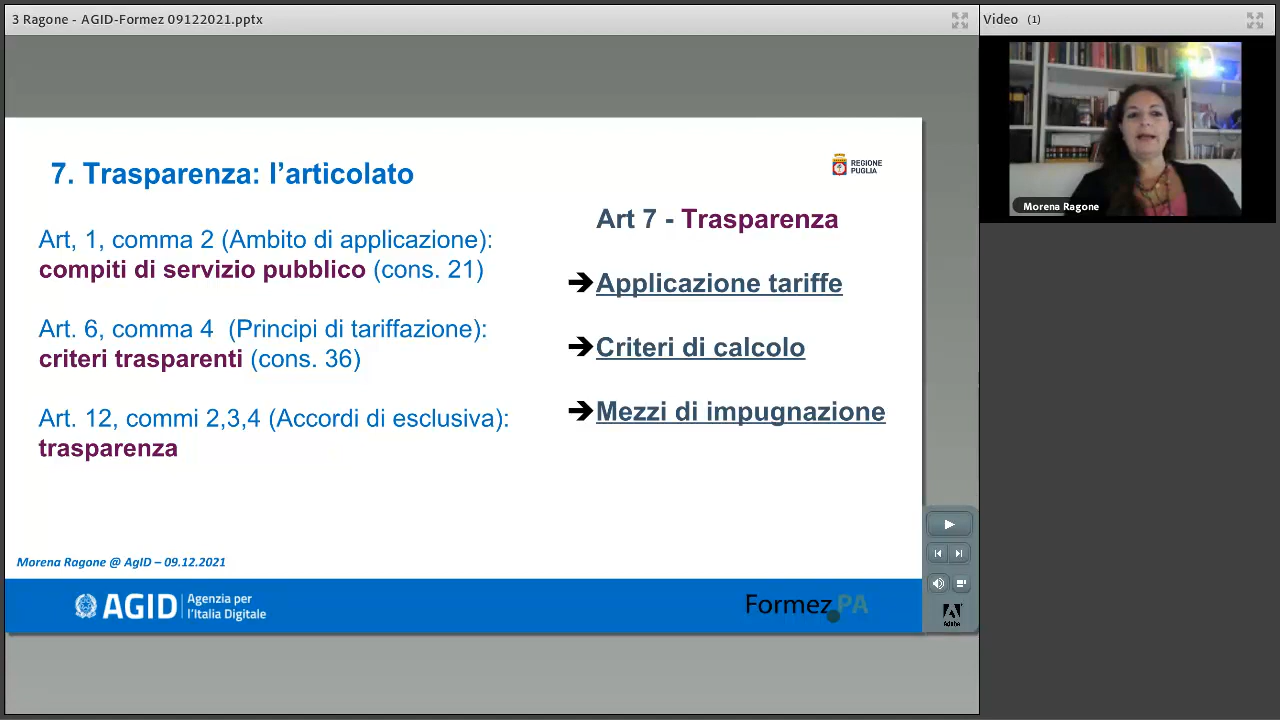 3 Ragone - AGID-Formez 09122021.pptx
Video (1)
Morena Ragone
7. Trasparenza: l’articolato
REGIONE
PUGLIA
Art, 1, comma 2 (Ambito di applicazione):
compiti di servizio pubblico (cons. 21)
Art. 6, comma 4 (Principi di tariffazione):
criteri trasparenti (cons. 36)
Art. 12, commi 2,3,4 (Accordi di esclusiva):
trasparenza
Art 7 - Trasparenza
➔Applicazione tariffe
➔Criteri di calcolo
➔Mezzi di impugnazione
Morena Ragone @ AgID – 09.12.2021
AGID
Agenzia per
l’Italia Digitale
Formez PA
Adobe